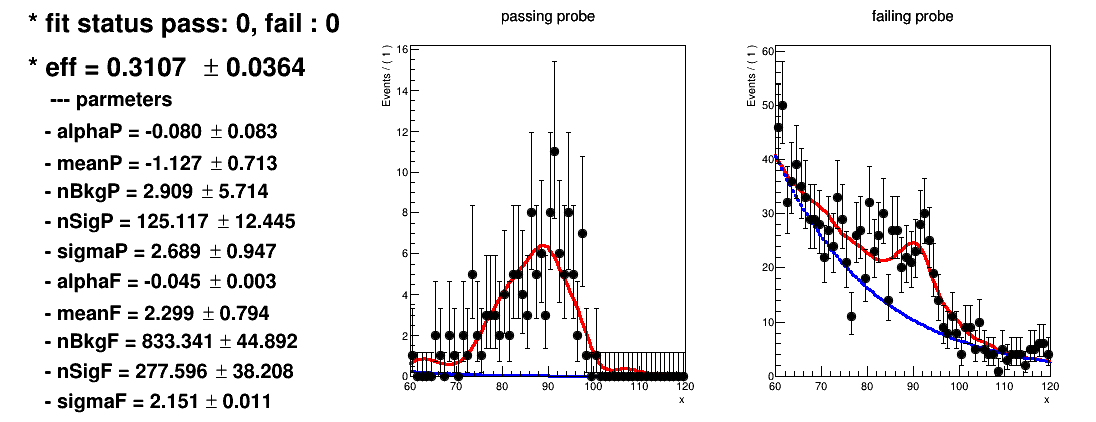 * fit status pass: 0, fail : 0
* eff = 0.3107 ± 0.0364
--- parmeters
- alphaP = -0.080 ± 0.083
- meanP = -1.127 ± 0.713
- nBkgP = 2.909 ± 5.714
- nSigP = 125.117 ± 12.445
- sigmaP = 2.689 ± 0.947
- alphaF = -0.045 ± 0.003
- meanF = 2.299 ± 0.794
- nBkgF = 833.341 ± 44.892
- nSigF = 277.596 ± 38.208
- sigmaF = 2.151 ± 0.011
passing probe
Events / ( 1 )
16
14
12
10
8
6
4
2
0
60 70 80 90 100 110 120
x
failing probe
Events / ( 1 )
60
50
40
30
20
10
0
60 70 80 90 100 110 120
x